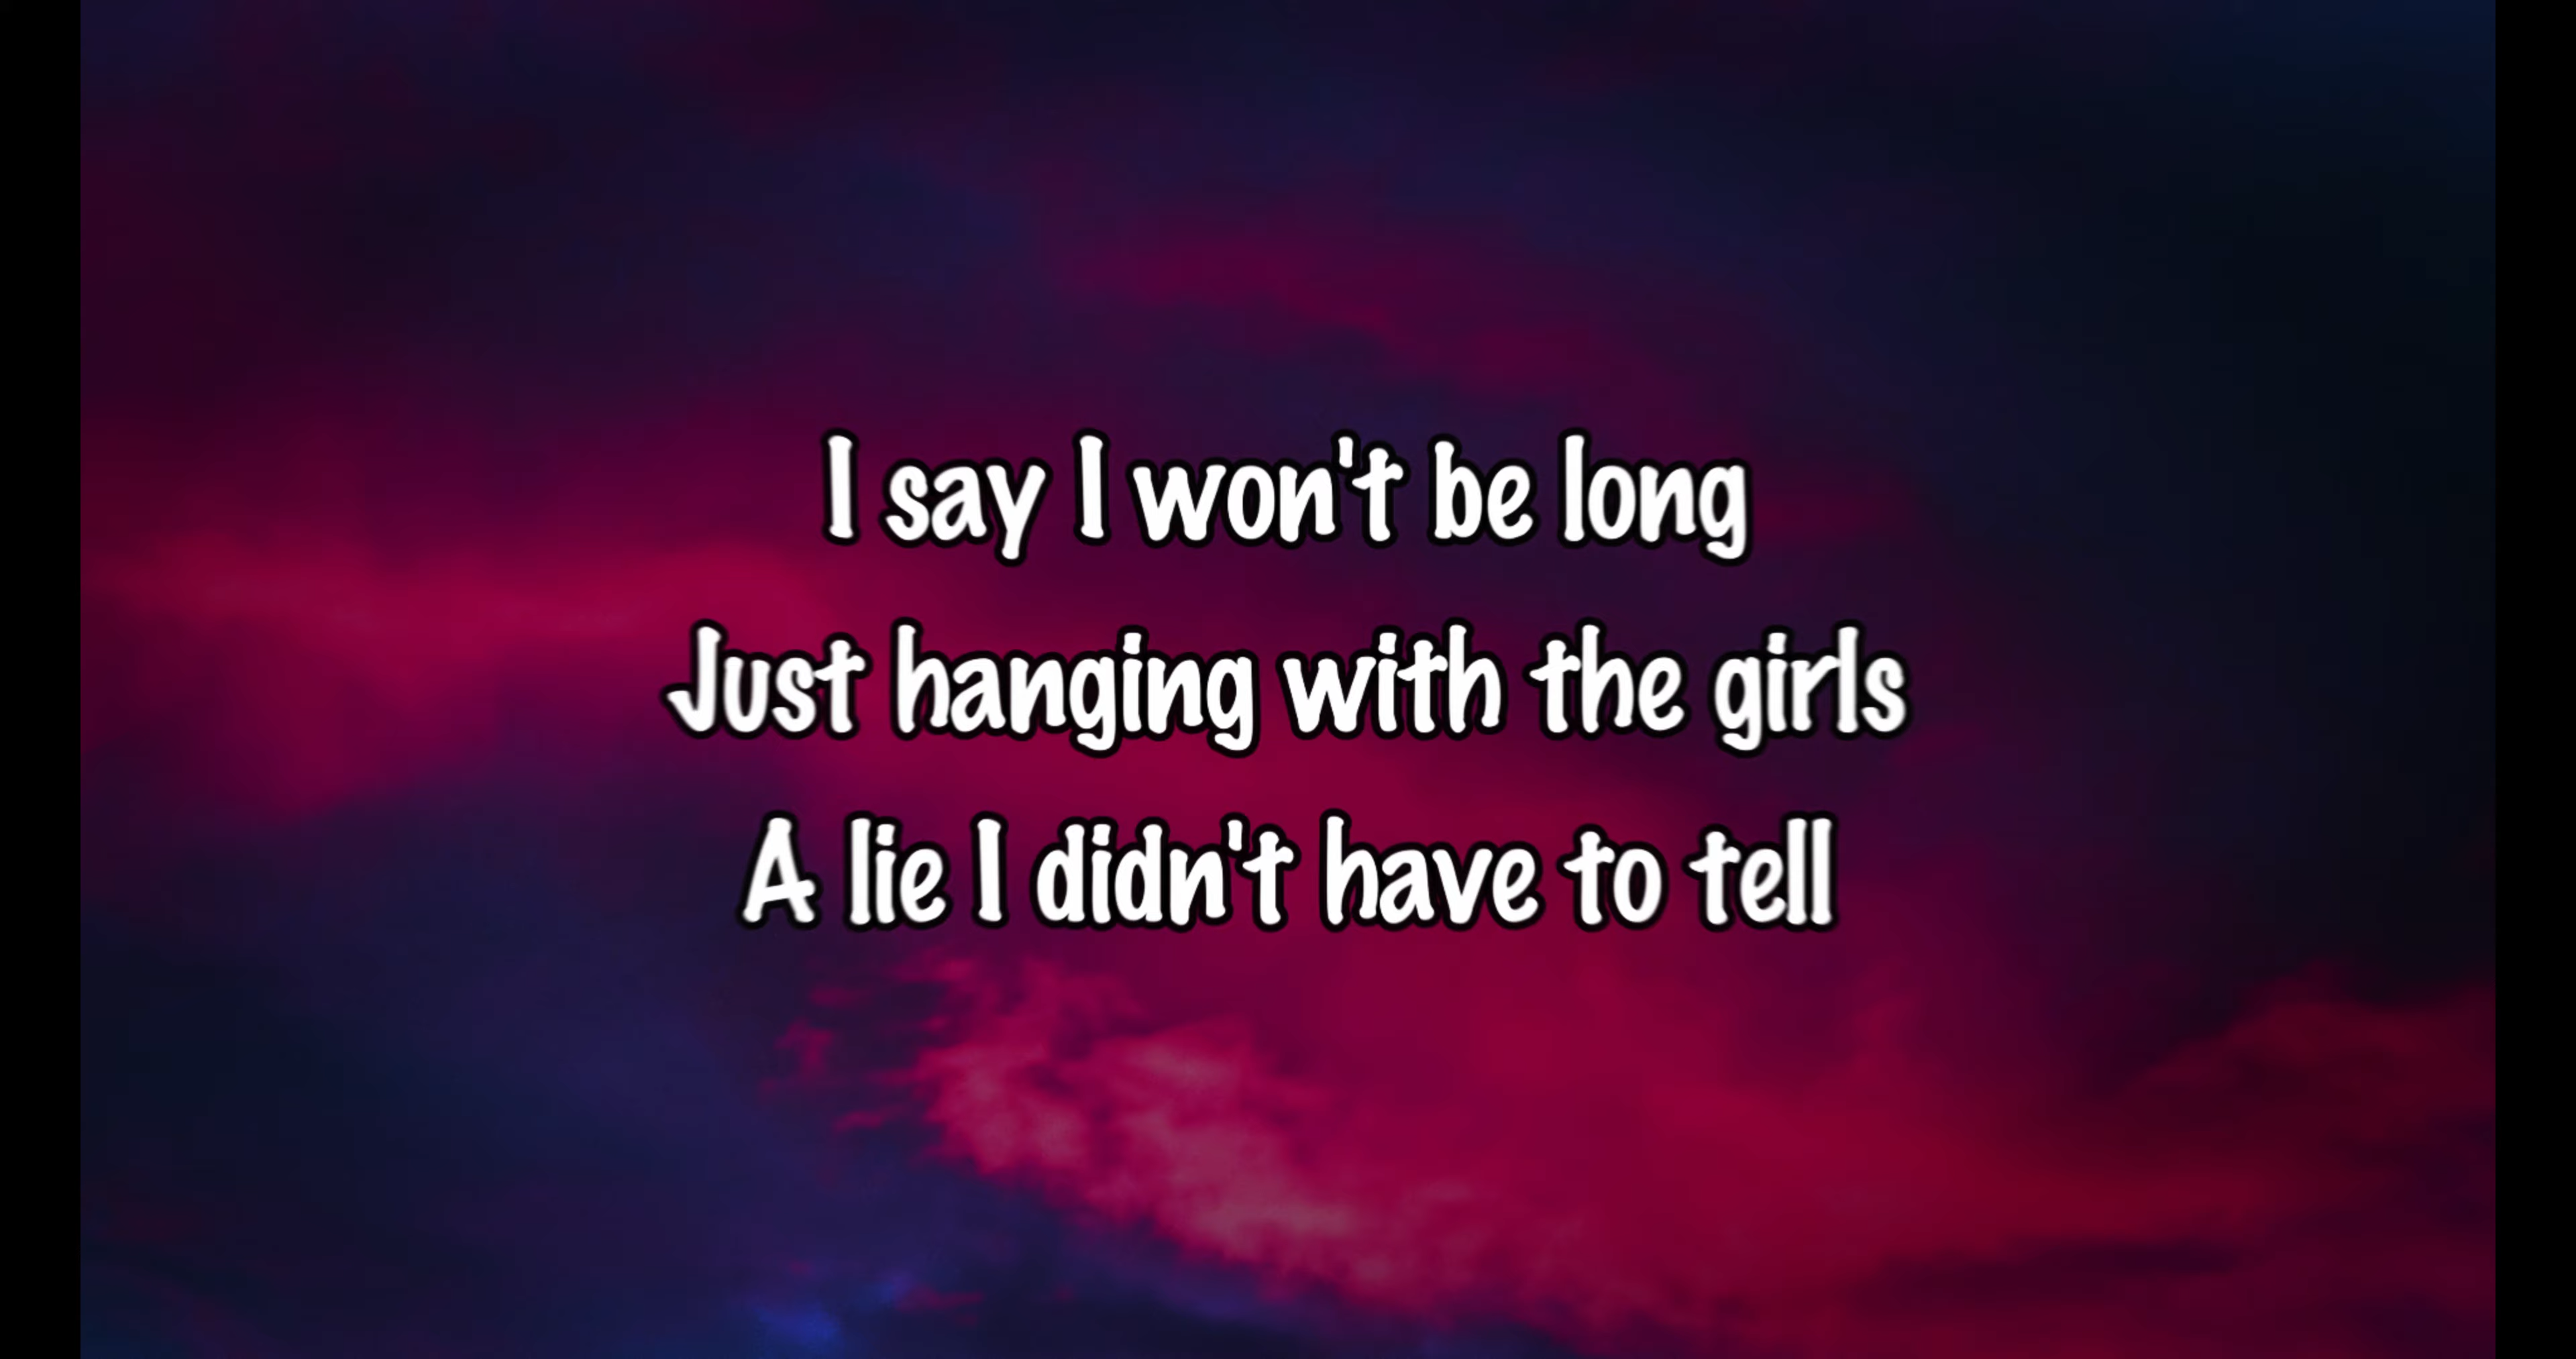 I say I won't be long
Just hanging with the girls
A lie I didn't have to tell